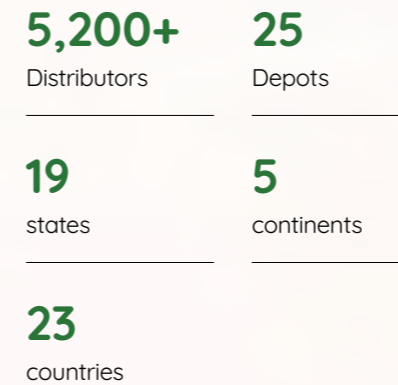 5,200+
Distributors
25
Depots
19
states
5
continents
23
countries